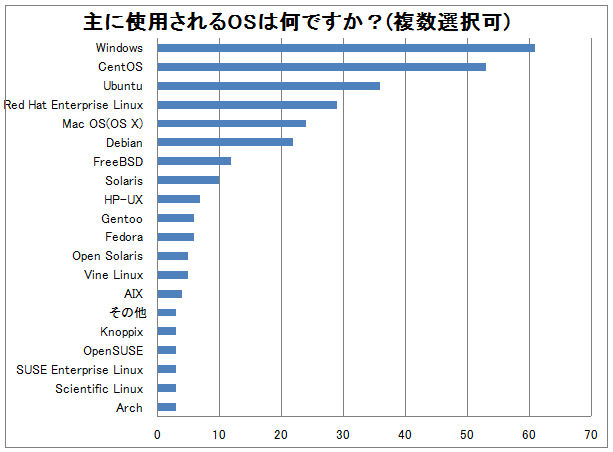 主に使用されるOSは何ですか？(複数選択可)
Windows
CentOS
Ubuntu
Red Hat Enterprise Linux
Mac OS(OS X)
Debian
FreeBSD
Solaris
HP-UX
Gentoo
Fedora
Open Solaris
Vine Linux
AIX
その他
Knoppix
OpenSUSE
SUSE Enterprise Linux
Scientific Linux
Arch
0 10 20 30 40 50 60 70